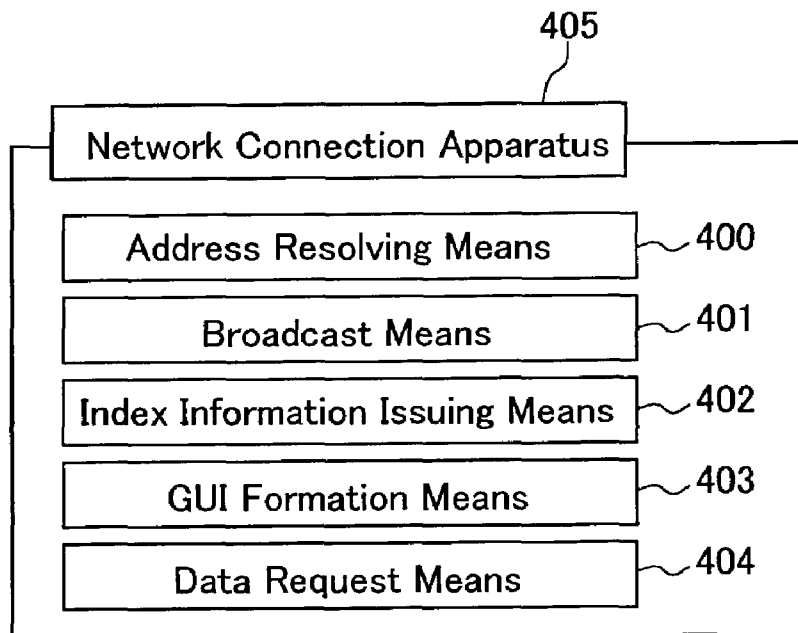 405
Network Connection Apparatus
Address Resolving Means 400
Broadcast Means 401
Index Information Issuing Means 402
GUI Formation Means 403
Data Request Means 404